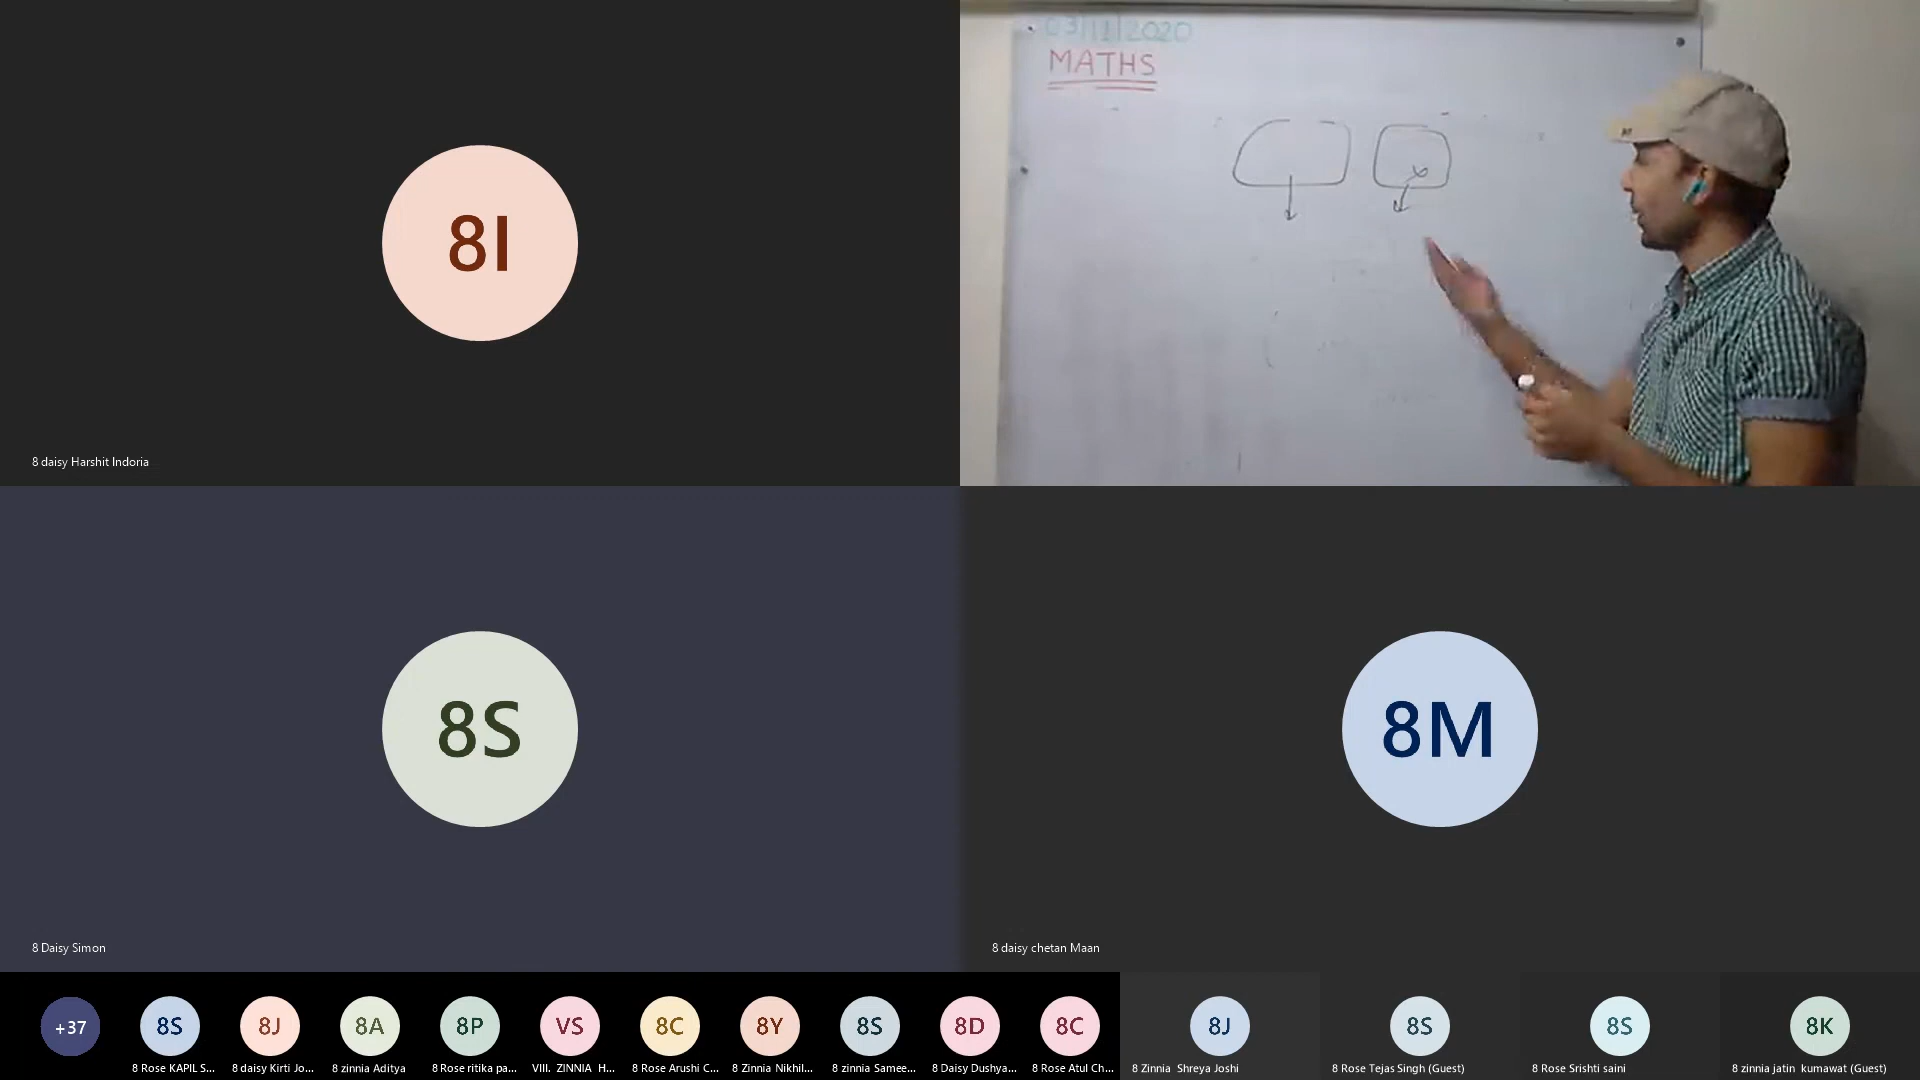 03/11/2020
MATHS
8I
8 daisy Harshit Indoria
8S
8 Daisy Simon
8M
8 daisy chetan Maan
+37
8S
8J
8A
8P
VS
8C
8Y
8S
8D
8C
8J
8S
8S
8K
8 Rose KAPIL S...
8 daisy Kirti Jo...
8 zinnia Aditya
8 Rose ritika pa...
VIII. ZINNIA H...
8 Rose Arushi C...
8 Zinnia Nikhil...
8 zinnia Samee...
8 Daisy Dushya...
8 Rose Atul Ch...
8 Zinnia Shreya Joshi
8 Rose Tejas Singh (Guest)
8 Rose Srishti saini
8 zinnia jatin kumawat (Guest)